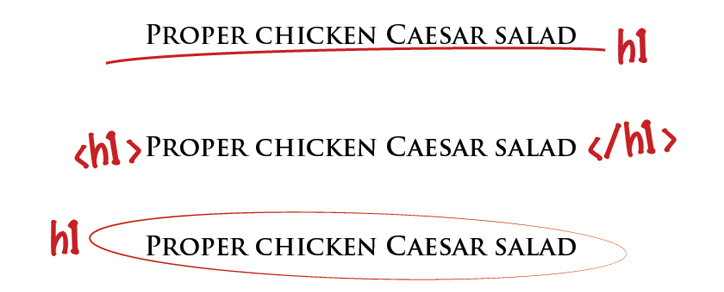 Proper chicken Caesar salad h1
<h1> Proper chicken Caesar salad </h1>
h1 Proper chicken Caesar salad